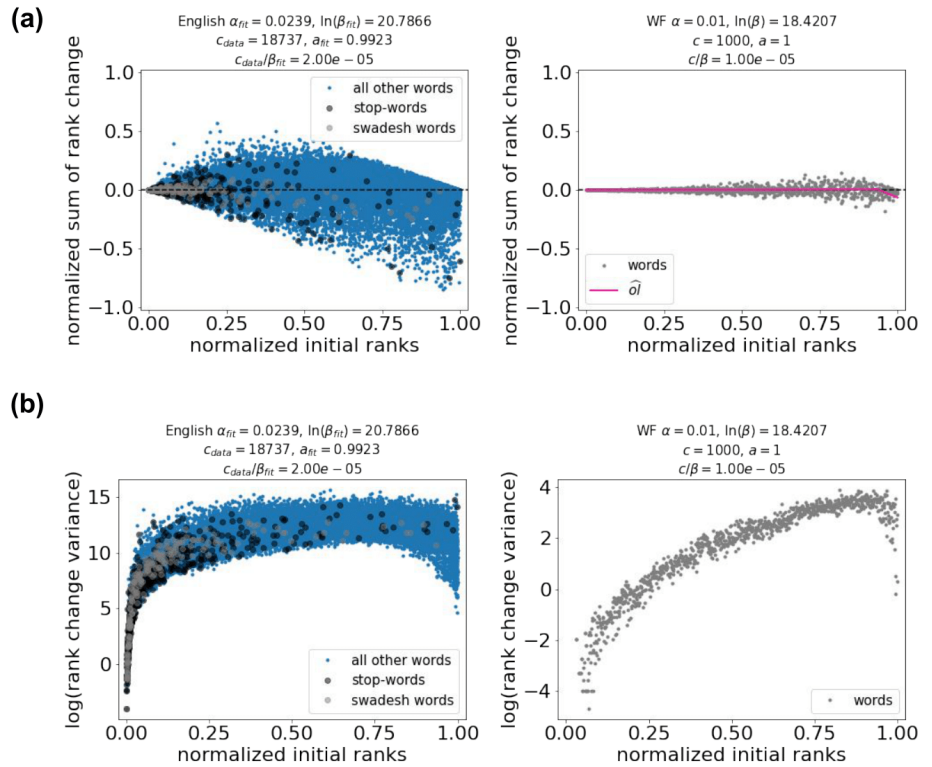 (a)
English α_fit = 0.0239, ln(β_fit) = 20.7866
c_data = 18737, a_fit = 0.9923
c_data/β_fit = 2.00e − 05
normalized sum of rank change
1.0
0.5
0.0
−0.5
−1.0
all other words
stop-words
swadesh words
0.00 0.25 0.50 0.75 1.00
normalized initial ranks
WF α = 0.01, ln(β) = 18.4207
c = 1000, a = 1
c/β = 1.00e − 05
normalized sum of rank change
1.0
0.5
0.0
−0.5
−1.0
words
o͡l
0.00 0.25 0.50 0.75 1.00
normalized initial ranks
(b)
English α_fit = 0.0239, ln(β_fit) = 20.7866
c_data = 18737, a_fit = 0.9923
c_data/β_fit = 2.00e − 05
log(rank change variance)
15
10
5
0
all other words
stop-words
swadesh words
0.00 0.25 0.50 0.75 1.00
normalized initial ranks
WF α = 0.01, ln(β) = 18.4207
c = 1000, a = 1
c/β = 1.00e − 05
log(rank change variance)
4
2
0
−2
−4
words
0.00 0.25 0.50 0.75 1.00
normalized initial ranks